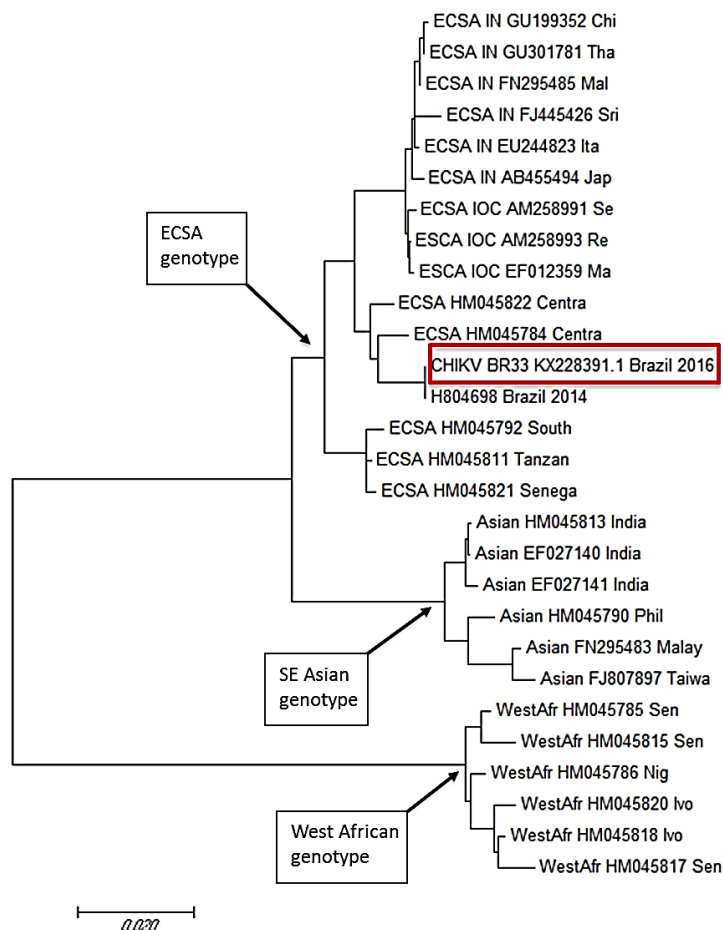 ECSA IN GU199352 Chi
ECSA IN GU301781 Tha
ECSA IN FN295485 Mal
ECSA IN FJ445426 Sri
ECSA IN EU244823 Ita
ECSA IN AB455494 Jap
ECSA IOC AM258991 Se
ESCA IOC AM258993 Re
ESCA IOC EF012359 Ma
ECSA HM045822 Centra
ECSA HM045784 Centra
CHIKV BR33 KX228391.1 Brazil 2016
H804698 Brazil 2014
ECSA HM045792 South
ECSA HM045811 Tanzan
ECSA HM045821 Senega
Asian HM045813 India
Asian EF027140 India
Asian EF027141 India
Asian HM045790 Phil
Asian FN295483 Malay
Asian FJ807897 Taiwa
WestAfr HM045785 Sen
WestAfr HM045815 Sen
WestAfr HM045786 Nig
WestAfr HM045820 Ivo
WestAfr HM045818 Ivo
WestAfr HM045817 Sen
ECSA
genotype
SE Asian
genotype
West African
genotype
0.020